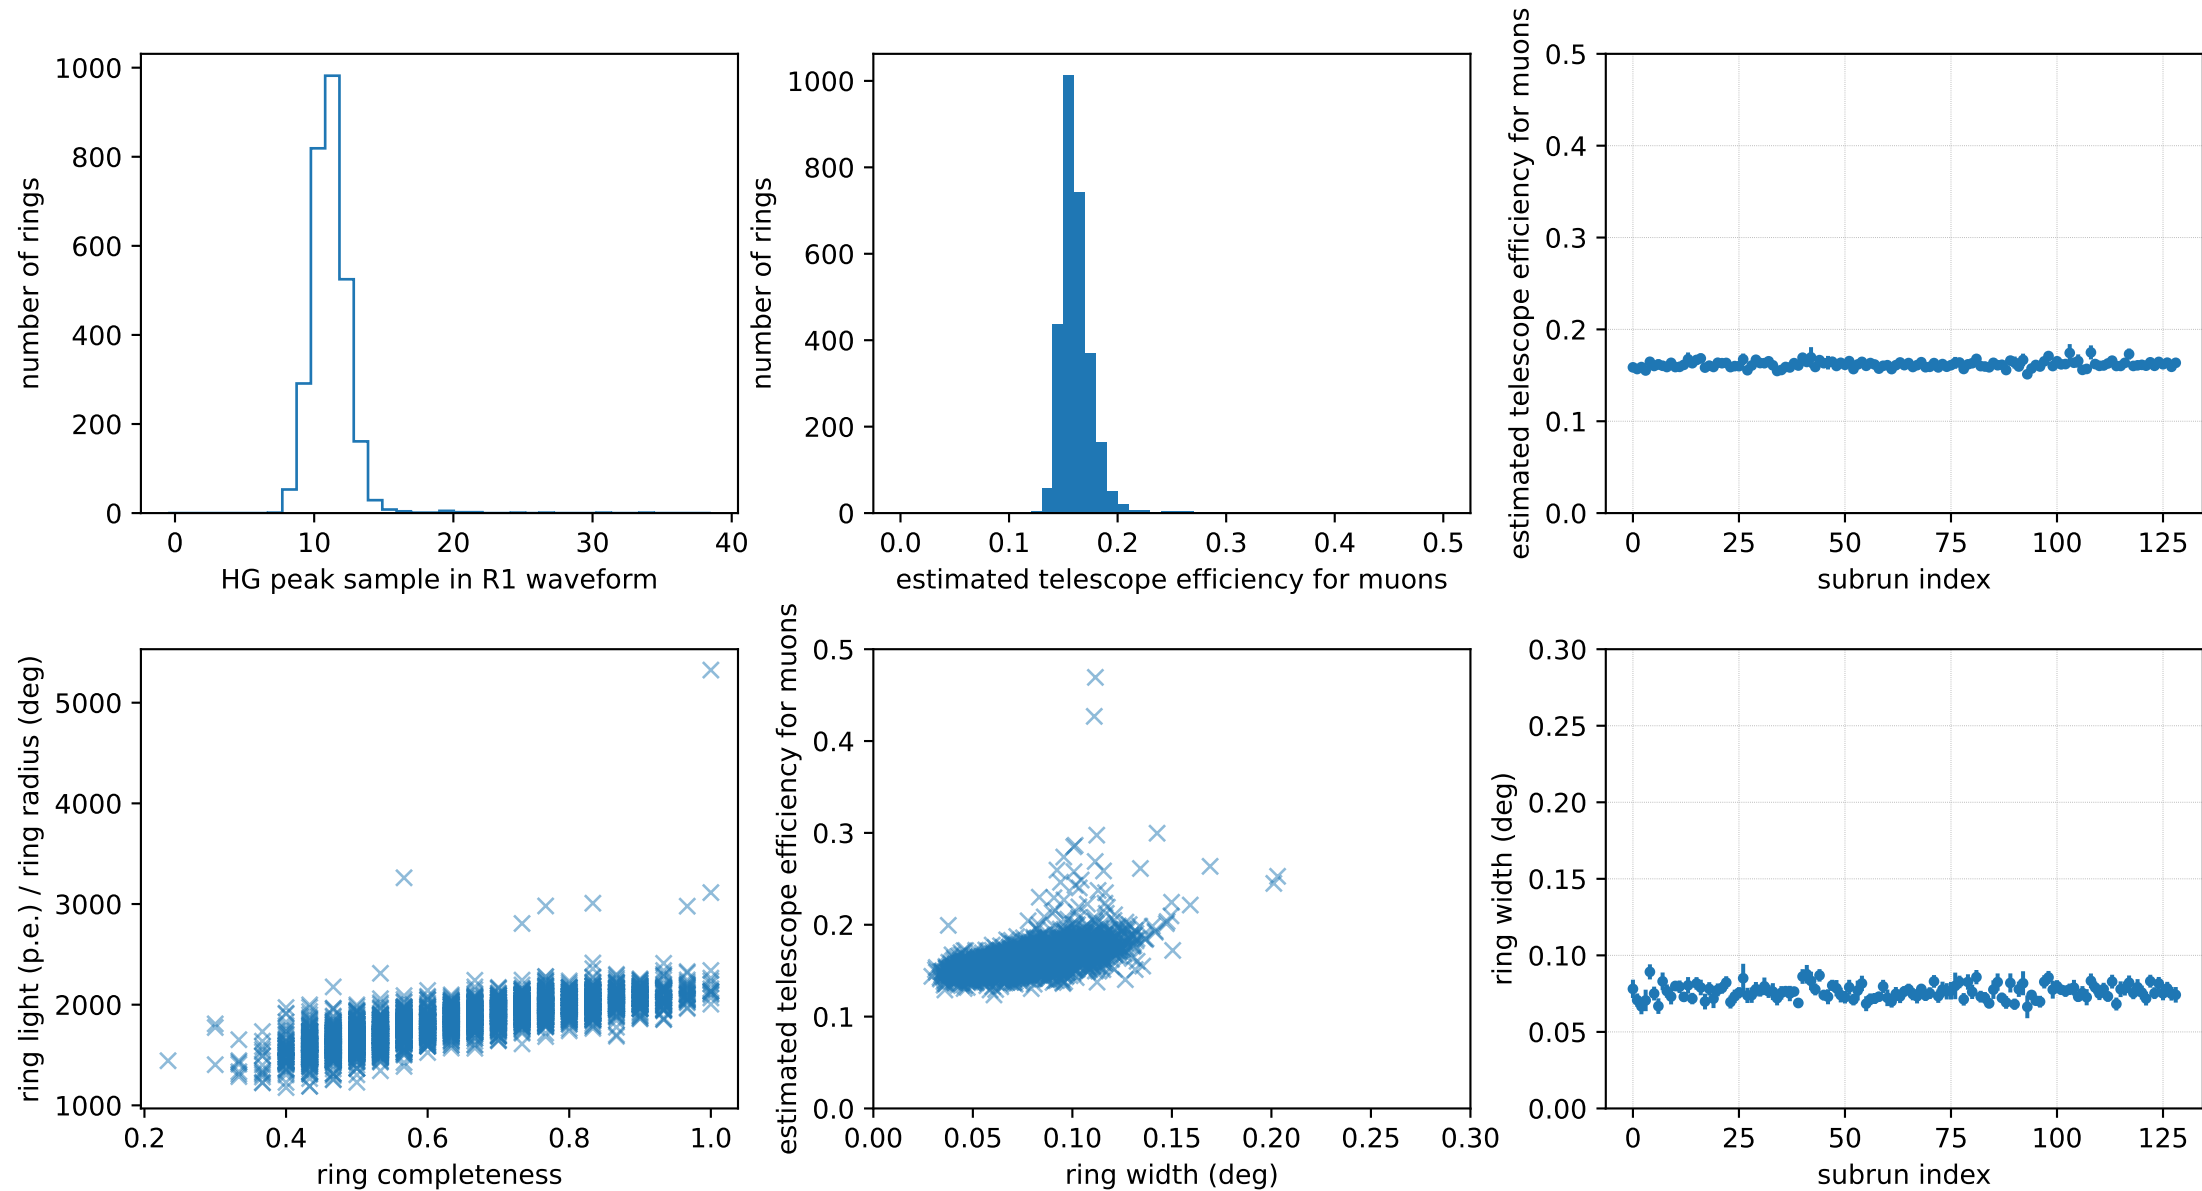 1000
800
600
400
200
0
number of rings
0 10 20 30 40
HG peak sample in R1 waveform
1000
800
600
400
200
0
number of rings
0.0 0.1 0.2 0.3 0.4 0.5
estimated telescope efficiency for muons
0.5
0.4
0.3
0.2
0.1
0.0
estimated telescope efficiency for muons
0 25 50 75 100 125
subrun index
5000
4000
3000
2000
1000
ring light (p.e.) / ring radius (deg)
0.2 0.4 0.6 0.8 1.0
ring completeness
0.5
0.4
0.3
0.2
0.1
0.0
estimated telescope efficiency for muons
0.00 0.05 0.10 0.15 0.20 0.25 0.30
ring width (deg)
0.30
0.25
0.20
0.15
0.10
0.05
0.00
ring width (deg)
0 25 50 75 100 125
subrun index